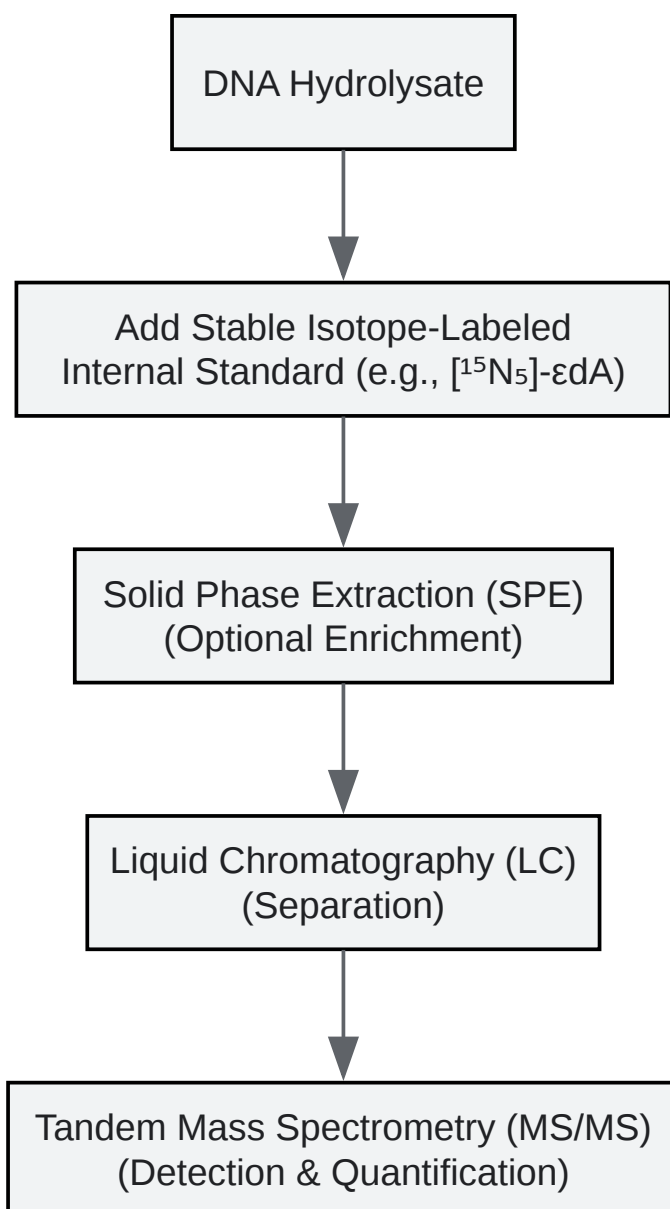 DNA Hydrolysate
Add Stable Isotope-Labeled
Internal Standard (e.g., [¹⁵N₅]-εdA)
Solid Phase Extraction (SPE)
(Optional Enrichment)
Liquid Chromatography (LC)
(Separation)
Tandem Mass Spectrometry (MS/MS)
(Detection & Quantification)